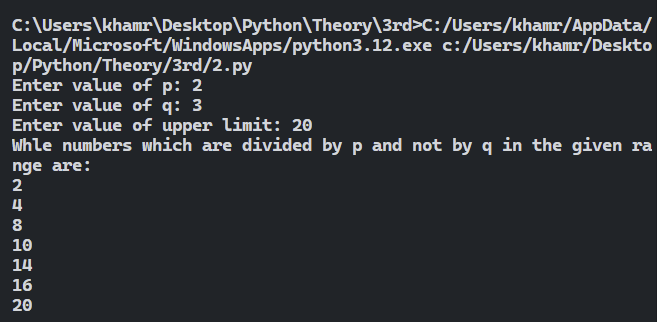 C:\Users\khamr\Desktop\Python\Theory\3rd>C:/Users/khamr/AppData/
Local/Microsoft/WindowsApps/python3.12.exe c:/Users/khamr/Deskto
p/Python/Theory/3rd/2.py
Enter value of p: 2
Enter value of q: 3
Enter value of upper limit: 20
Whle numbers which are divided by p and not by q in the given ra
nge are:
2
4
8
10
14
16
20